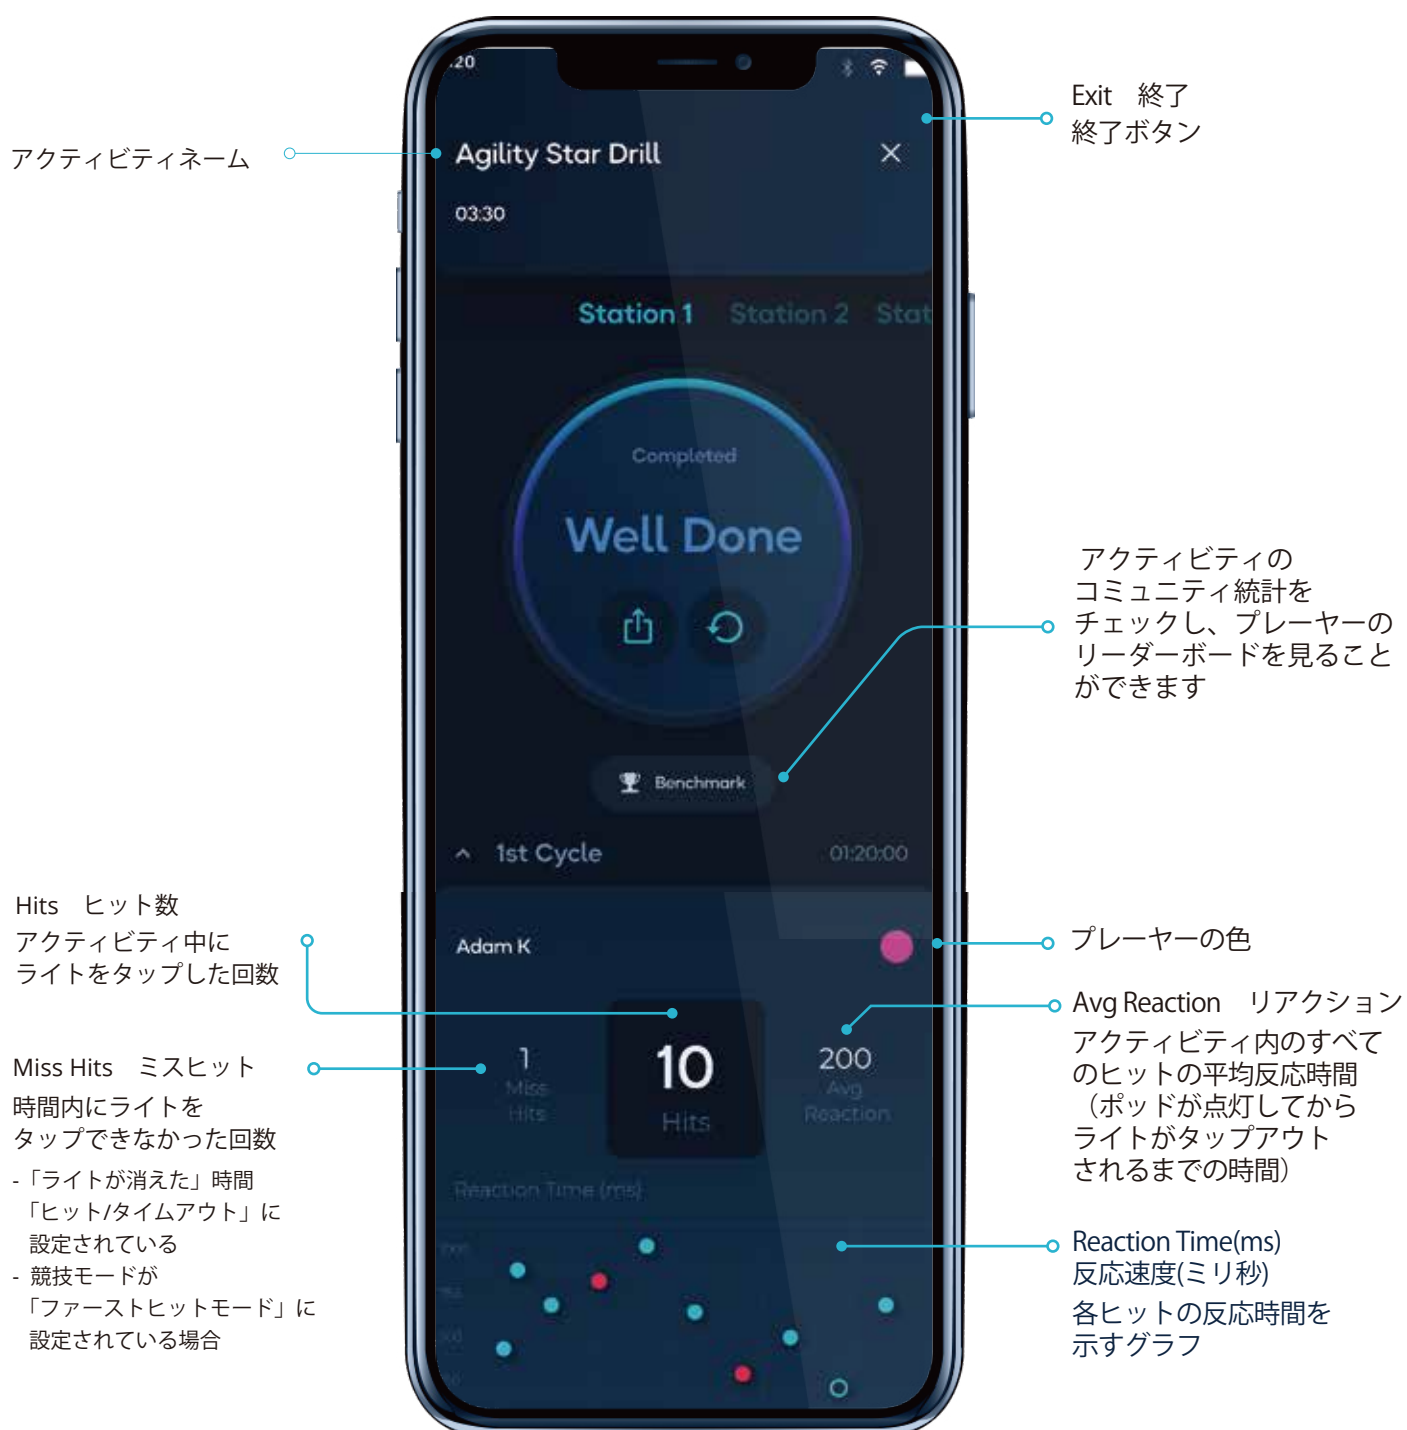 :20
Exit 終了
終了ボタン
アクティビティネーム
Agility Star Drill
03:30
Station 1 Station 2 Stat
Completed
Well Done
アクティビティの
コミュニティ統計を
チェックし、プレーヤーの
リーダーボードを見ること
ができます
Benchmark
1st Cycle 01:20:00
Hits ヒット数
アクティビティ中に
ライトをタップした回数
Adam K
プレーヤーの色
Miss Hits ミスヒット
時間内にライトを
タップできなかった回数
-「ライトが消えた」時間
「ヒット/タイムアウト」に
設定されている
- 競技モードが
「ファーストヒットモード」に
設定されている場合
1
Miss
Hits
10
Hits
200
Avg
Reaction
Avg Reaction リアクション
アクティビティ内のすべて
のヒットの平均反応時間
（ポッドが点灯してから
ライトがタップアウト
されるまでの時間）
Reaction Time (ms)
Reaction Time(ms)
反応速度(ミリ秒)
各ヒットの反応時間を
示すグラフ